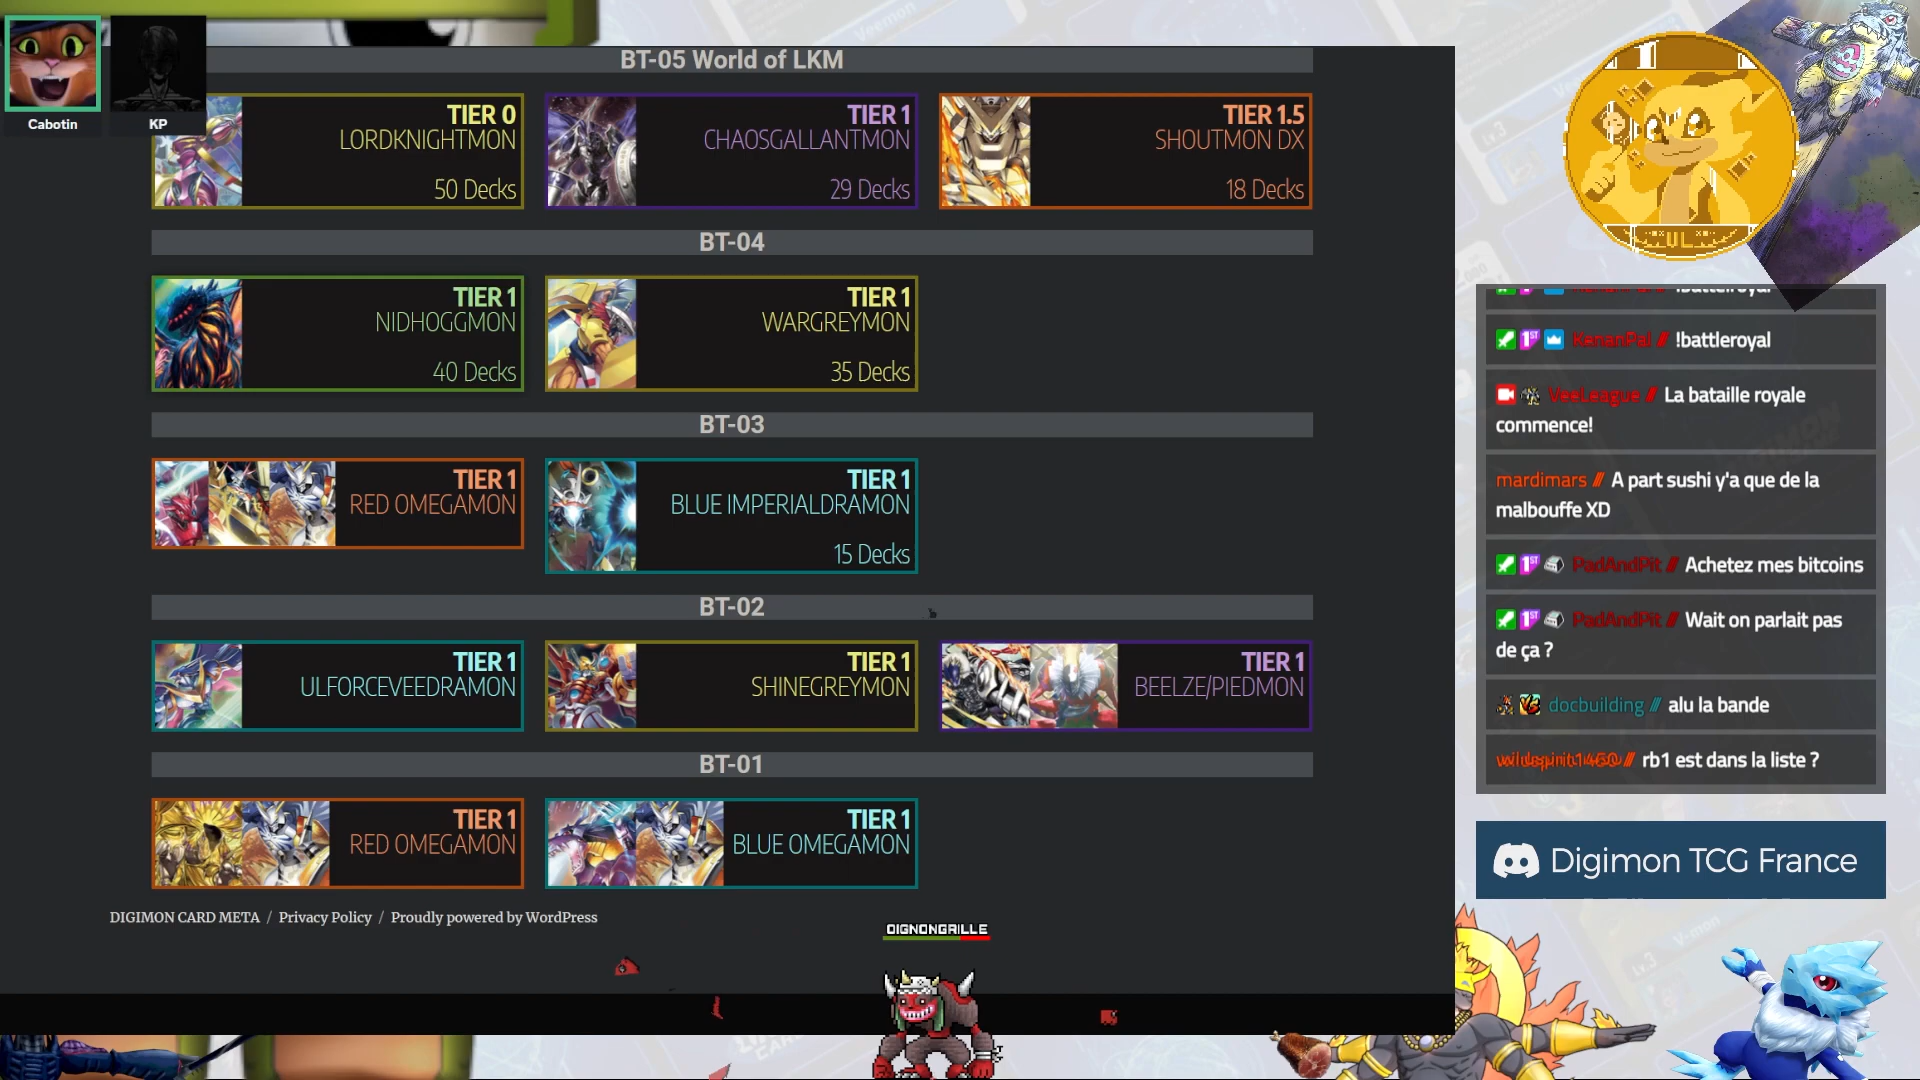 BT-05 World of LKM
Cabotin
KP
TIER 0
LORDKNIGHTMON
50 Decks
TIER 1
CHAOSGALLANTMON
29 Decks
TIER 1.5
SHOUTMON DX
18 Decks
BT-04
TIER 1
NIDHOGGMON
40 Decks
TIER 1
WARGREYMON
35 Decks
BT-03
TIER 1
RED OMEGAMON
TIER 1
BLUE IMPERIALDRAMON
15 Decks
BT-02
TIER 1
ULFORCEVEEDRAMON
TIER 1
SHINEGREYMON
TIER 1
BEELZE/PIEDMON
BT-01
TIER 1
RED OMEGAMON
TIER 1
BLUE OMEGAMON
DIGIMON CARD META / Privacy Policy / Proudly powered by WordPress
OIGNONGRILLE
VL
KenanPal // !battleroyal
VeeLeague // La bataille royale
commence!
mardimars // A part sushi y'a que de la
malbouffe XD
PadAndPit // Achetez mes bitcoins
PadAndPit // Wait on parlait pas
de ça ?
docbuilding // alu la bande
wildspirit1460 // rb1 est dans la liste ?
Digimon TCG France